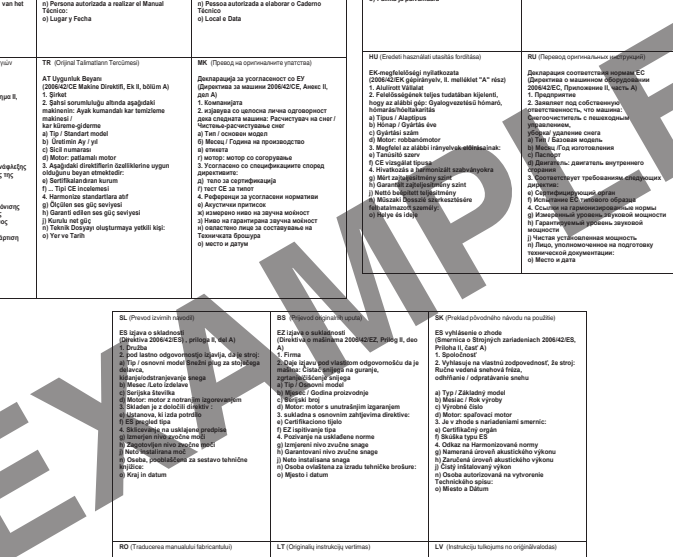 van het
n) Persona autorizada a realizar el Manual
Técnico:
o) Lugar y Fecha
n) Pessoa autorizada a elaborar o Caderno
Técnico
o) Local e Data
TR (Orijinal Talimatların Tercümesi)
AT Uygunluk Beyanı
(2006/42/CE Makine Direktifi, Ek II, bölüm A)
1. Şirket
2. Şahsi sorumluluğu altında aşağıdaki
makinenin: Ayak kumandalı kar temizleme
makinesi /
kar küreme-giderme
a) Tip / Standart model
b) Üretimin Ay / yıl
c) Sicil numarası
d) Motor: patlamalı motor
3. Aşağıdaki direktiflerin özelliklerine uygun
olduğunu beyan etmektedir:
e) Sertifikalandıran kurum
f) ... Tipi CE incelemesi
4. Harmonize standartlara atıf
g) Ölçülen ses güç seviyesi
h) Garanti edilen ses güç seviyesi
j) Kurulu net güç
n) Teknik Dosyayı oluşturmaya yetkili kişi:
o) Yer ve Tarih
MK (Превод на оригиналните упатства)
Декларација за усогласеност со ЕУ
(Директива за машини 2006/42/CE, Анекс II,
дел А)
1. Компанијата
2. изјавува со целосна лична одговорност
дека следната машина: Расчистувач на снег /
Чистење-расчистување снег
а) Тип / основен модел
б) Месец / Година на производство
в) етикета
г) мотор: мотор со согорување
3. Усогласено со спецификациите според
директивите:
д) тело за сертификација
ѓ) тест СЕ за типот
4. Референци за усогласени нормативи
е) Акустички притисок
ж) измерено ниво на звучна моќност
з) Ниво на гарантирана звучна моќност
н) овластено лице за составување на
Техничката брошура
о) место и датум
HU (Eredeti használati utasítás fordítása)
EK-megfelelőségi nyilatkozata
(2006/42/EK gépirányelv, II. melléklet "A" rész)
1. Alulírott Vállalat
2. Felelősségének teljes tudatában kijelenti,
hogy az alábbi gép: Gyalogvezetésű hómaró,
hómarás/hóeltakarítás
a) Típus / Alaptípus
b) Hónap / Gyártás éve
c) Gyártási szám
d) Motor: robbanómotor
3. Megfelel az alábbi irányelvek előírásainak:
e) Tanúsító szerv
f) CE vizsgálat típusa
4. Hivatkozás a harmonizált szabványokra
g) Mért zajteljesítmény szint
h) Garantált zajteljesítmény szint
j) Nettó beépített teljesítmény
n) Műszaki Dosszié szerkesztésére
felhatalmazott személy:
o) Helye és ideje
RU (Перевод оригинальных инструкций)
Декларация соответствия нормам ЕС
(Директива о машинном оборудовании
2006/42/ЕС, Приложение II, часть А)
1. Предприятие
2. Заявляет под собственную
ответственность, что машина:
Снегоочиститель с пешеходным
управлением,
уборка/ удаление снега
а) Тип / Базовая модель
b) Месяц /Год изготовления
с) Паспорт
d) Двигатель: двигатель внутреннего
сгорания
3. Соответствует требованиям следующих
директив:
e) Сертифицирующий орган
f) Испытание ЕС типового образца
4. Ссылки на гармонизированные нормы
g) Измеренный уровень звуковой мощности
h) Гарантируемый уровень звуковой
мощности
j) Чистая установленная мощность
n) Лицо, уполномоченное на подготовку
технической документации:
o) Место и дата
SL (Prevod izvirnih navodil)
ES izjava o skladnosti
(Direktiva 2006/42/ES) , priloga II, del A)
1. Družba
2. pod lastno odgovornostjo izjavlja, da je stroj:
Snežni plug za stoječega
delavca,
kidanje/odstranjevanje snega
a) Tip / osnovni model
b) Mesec /Leto izdelave
c) Serijska številka
d) Motor: motor z notranjim izgorevanjem
3. Skladen je z določili direktiv :
e) Ustanova, ki izda potrdilo
f) ES pregled tipa
4. Sklicevanje na usklajene predpise
g) Izmerjen nivo zvočne moči
h) Zagotovljen nivo zvočne moči
j) Neto instalirana moč
n) Oseba, pooblaščena za sestavo tehnične
knjižice:
o) Kraj in datum
BS (Prijevod originalnih uputa)
EZ izjava o sukladnosti
(Direktiva o mašinama 2006/42/EZ, Prilog II, deo
A)
1. Firma
2. Daje izjavu pod vlastitom odgovornošću da je
mašina: Čistač snijega na guranje,
zgrtanje/čišćenje snijega
a) Tip / Osnovni model
b) Mjesec / Godina proizvodnje
c) Serijski broj
d) Motor: motor s unutrašnjim izgaranjem
3. sukladna s osnovnim zahtjevima direktive:
e) Certifikaciono tijelo
f) EZ ispitivanje tipa
4. Pozivanje na usklađene norme
g) Izmjereni nivo zvučne snage
h) Garantovani nivo zvučne snage
j) Neto instalisana snaga
n) Osoba ovlaštena za izradu tehničke brošure:
o) Mjesto i datum
SK (Preklad pôvodného návodu na použitie)
ES vyhlásenie o zhode
(Smernica o Strojných zariadeniach 2006/42/ES,
Príloha II, časť A)
1. Spoločnosť
2. Vyhlasuje na vlastnú zodpovednosť, že stroj:
Ručne vedená snehová fréza,
odhŕňanie / odpratávanie snehu
a) Typ / Základný model
b) Mesiac / Rok výroby
c) Výrobné číslo
d) Motor: spaľovací motor
3. Je v zhode s nariadeniami smerníc:
e) Certifikačný orgán
f) Skúška typu ES
4. Odkaz na Harmonizované normy
g) Nameraná úroveň akustického výkonu
h) Zaručená úroveň akustického výkonu
j) Čistý inštalovaný výkon
n) Osoba autorizovaná na vytvorenie
Technického spisu:
o) Miesto a Dátum
RO (Traducerea manualului fabricantului)
LT (Originalių instrukcijų vertimas)
LV (Instrukciju tulkojums no oriģinālvalodas)
EXAMPLE